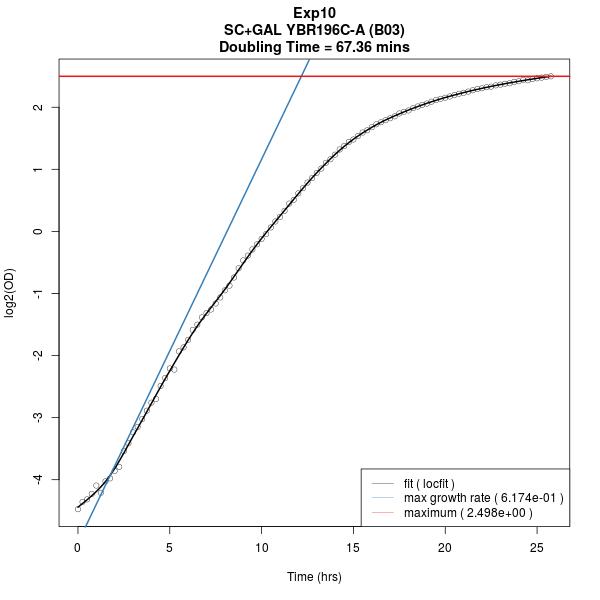 Exp10
SC+GAL YBR196C-A (B03)
Doubling Time = 67.36 mins
2
1
0
-1
-2
-3
-4
log2(OD)
fit ( locfit )
max growth rate ( 6.174e-01 )
maximum ( 2.498e+00 )
0 5 10 15 20 25
Time (hrs)